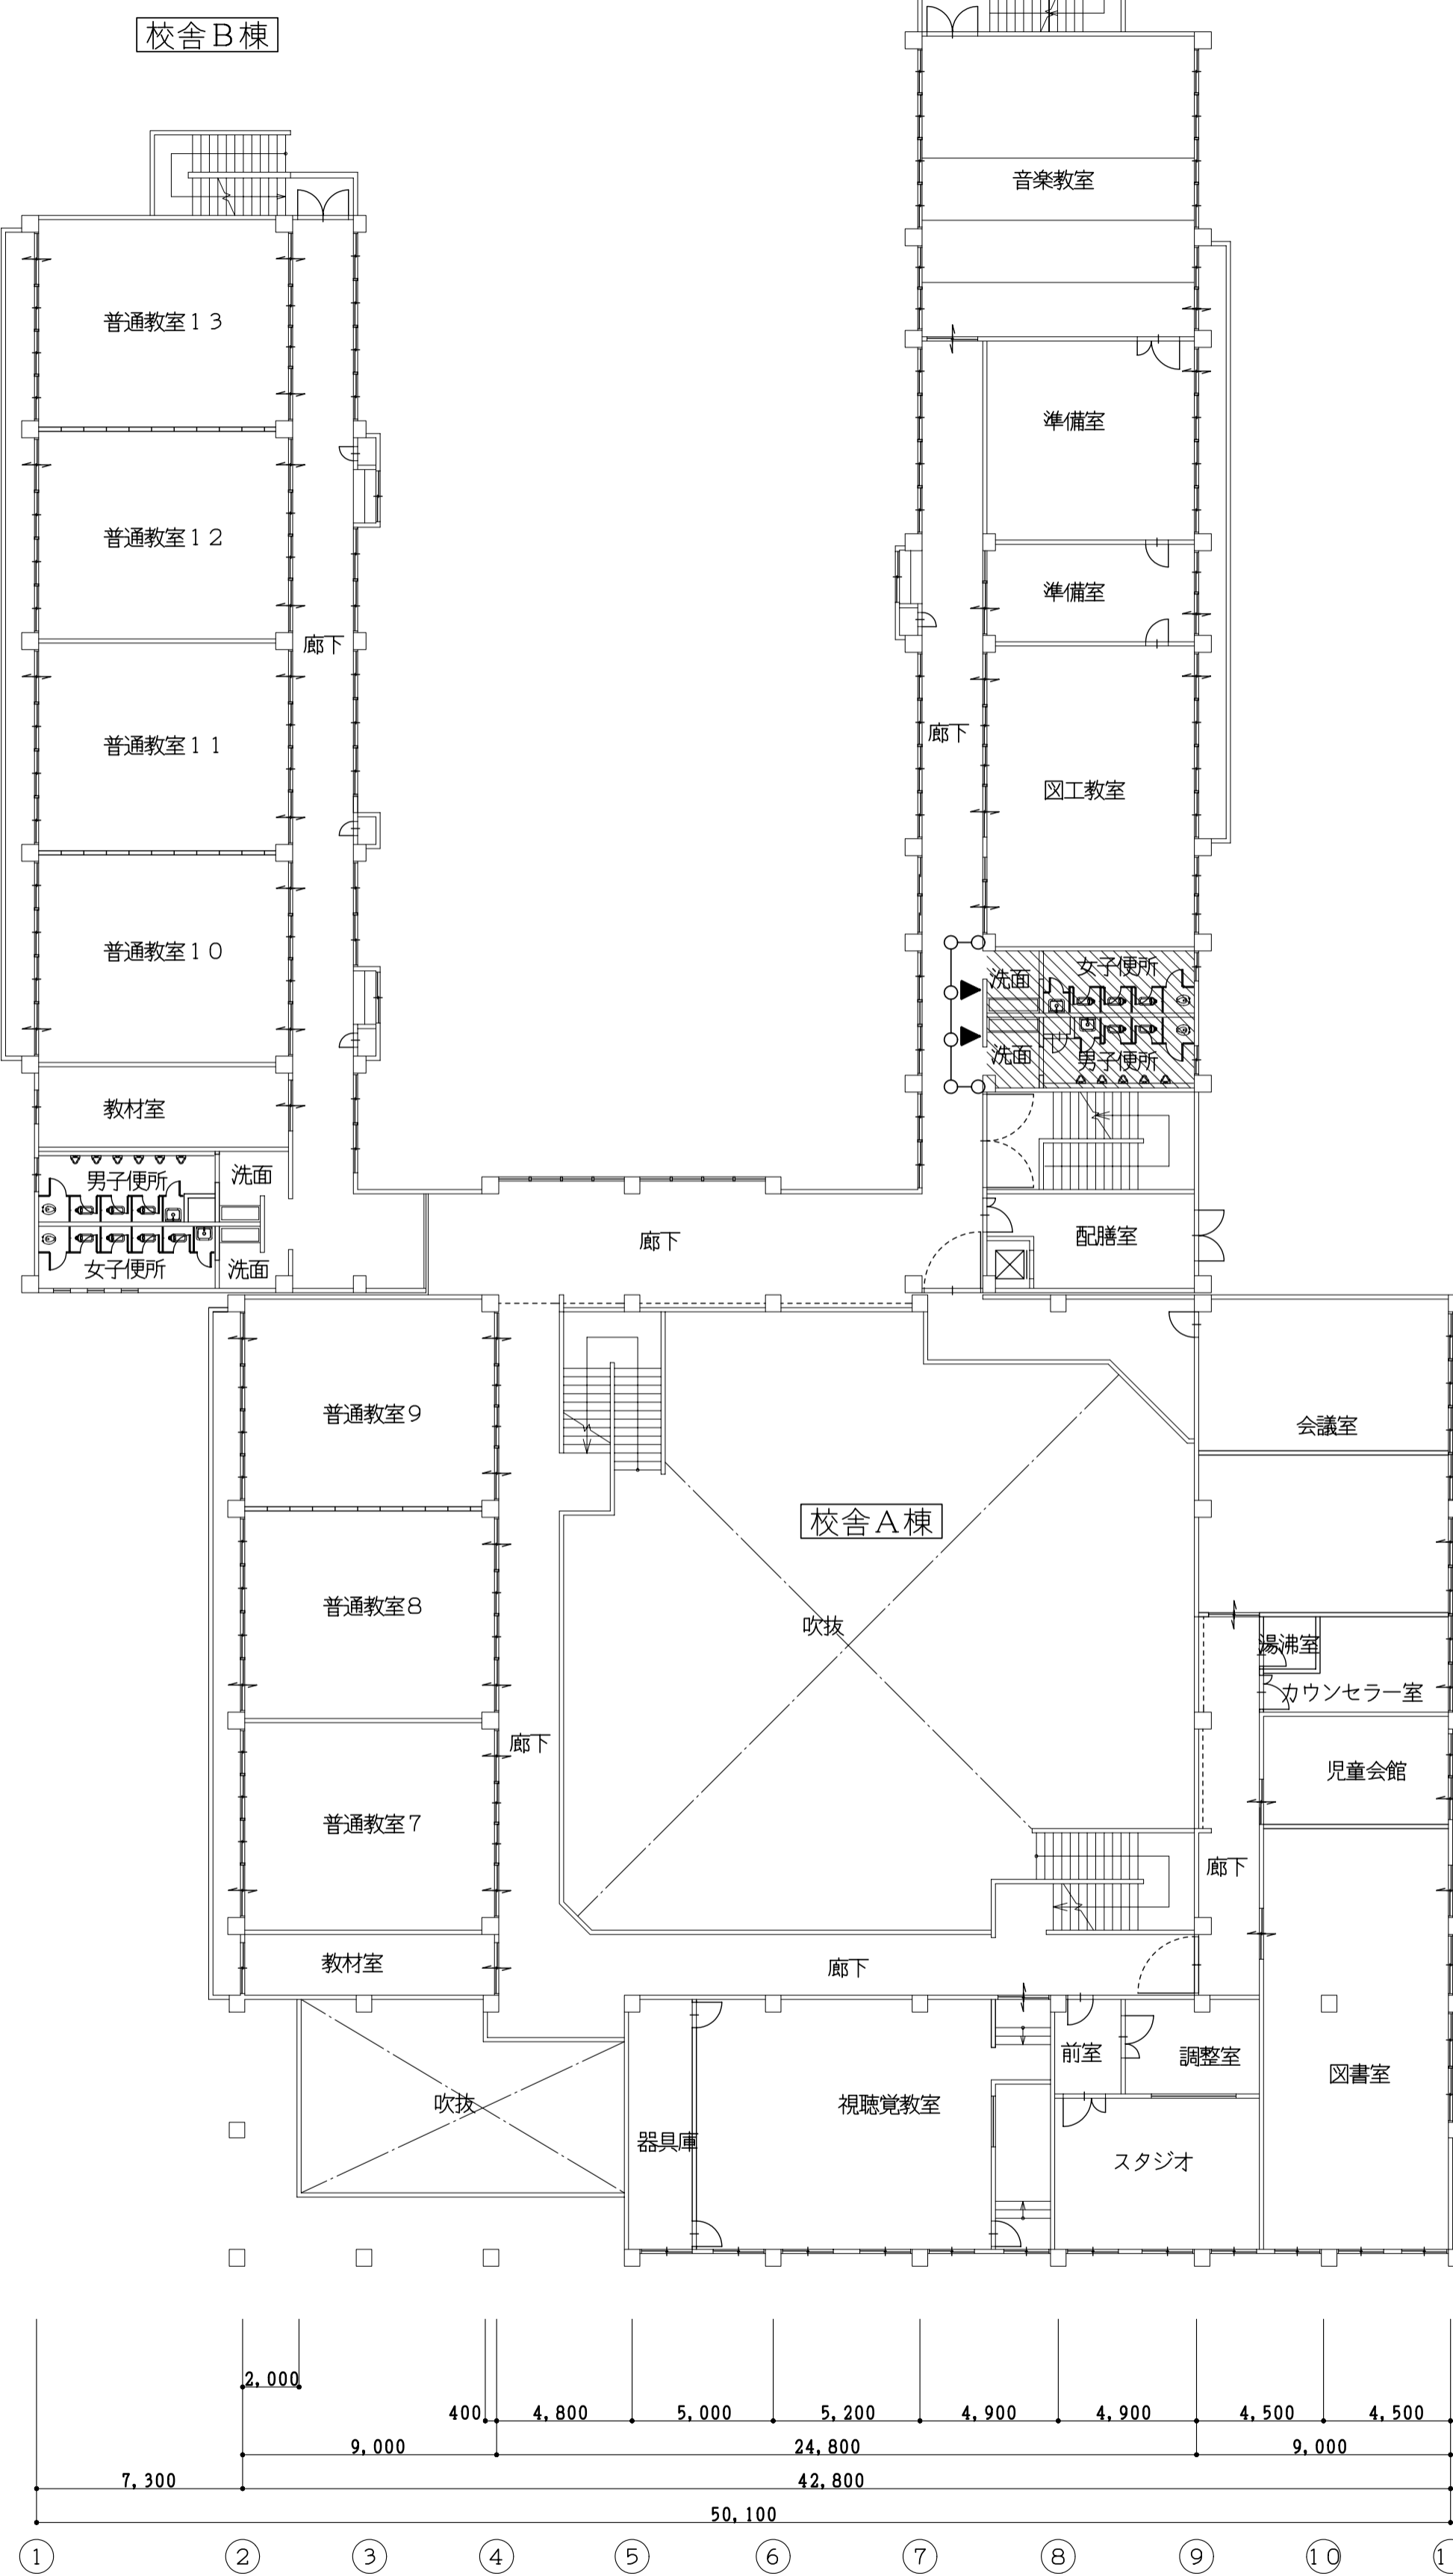 校舎Ｂ棟
音楽教室
普通教室１３
準備室
普通教室１２
準備室
廊下
廊下
普通教室１１
図工教室
普通教室１０
女子便所
洗面
洗面
男子便所
教材室
男子便所
洗面
配膳室
廊下
女子便所
洗面
普通教室９
会議室
校舎Ａ棟
普通教室８
吹抜
湯沸室
カウンセラー室
廊下
児童会館
普通教室７
廊下
教材室
廊下
前室
調整室
図書室
吹抜
視聴覚教室
器具庫
スタジオ
2,000
400 4,800 5,000 5,200 4,900 4,900 4,500 4,500
9,000 24,800 9,000
7,300 42,800
50,100
1 2 3 4 5 6 7 8 9 10